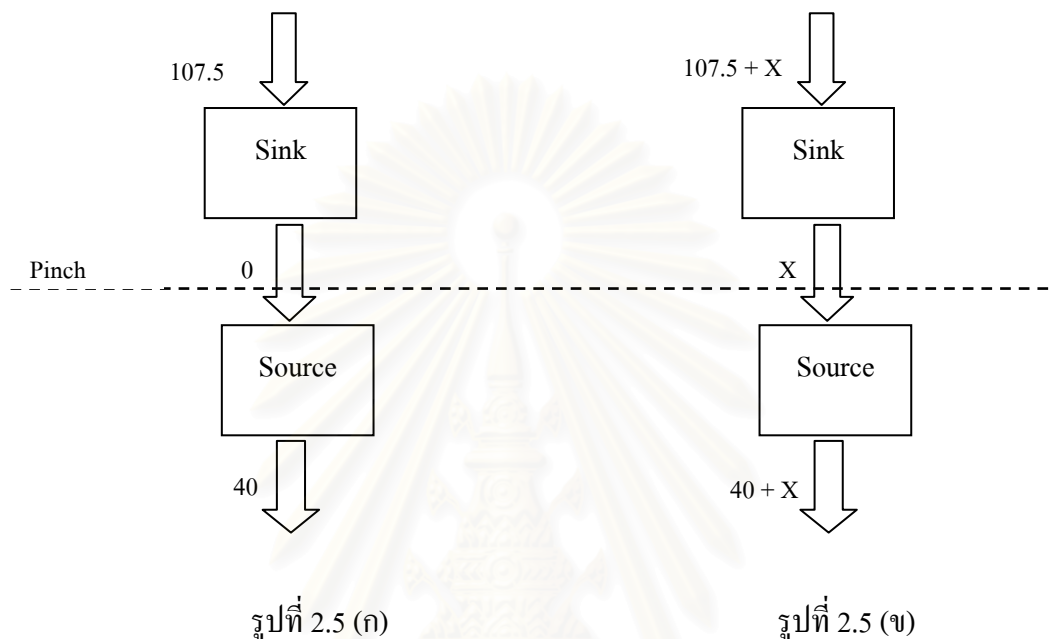 107.5
107.5 + X
Sink
Sink
Pinch
0
X
Source
Source
40
40 + X
รูปที่ 2.5 (ก)
รูปที่ 2.5 (ข)